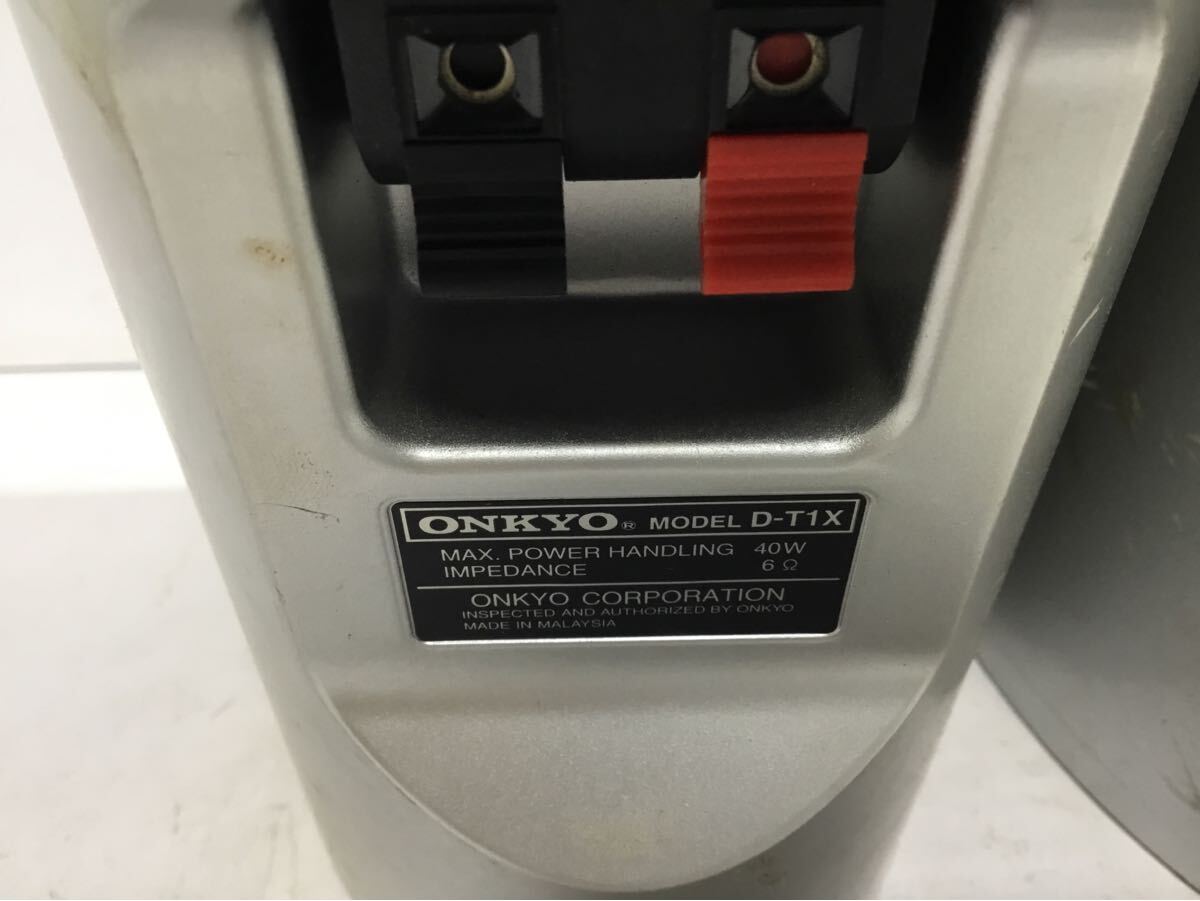 ONKYO® MODEL D-T1X
MAX. POWER HANDLING 40W
IMPEDANCE 6 Ω
ONKYO CORPORATION
INSPECTED AND AUTHORIZED BY ONKYO
MADE IN MALAYSIA